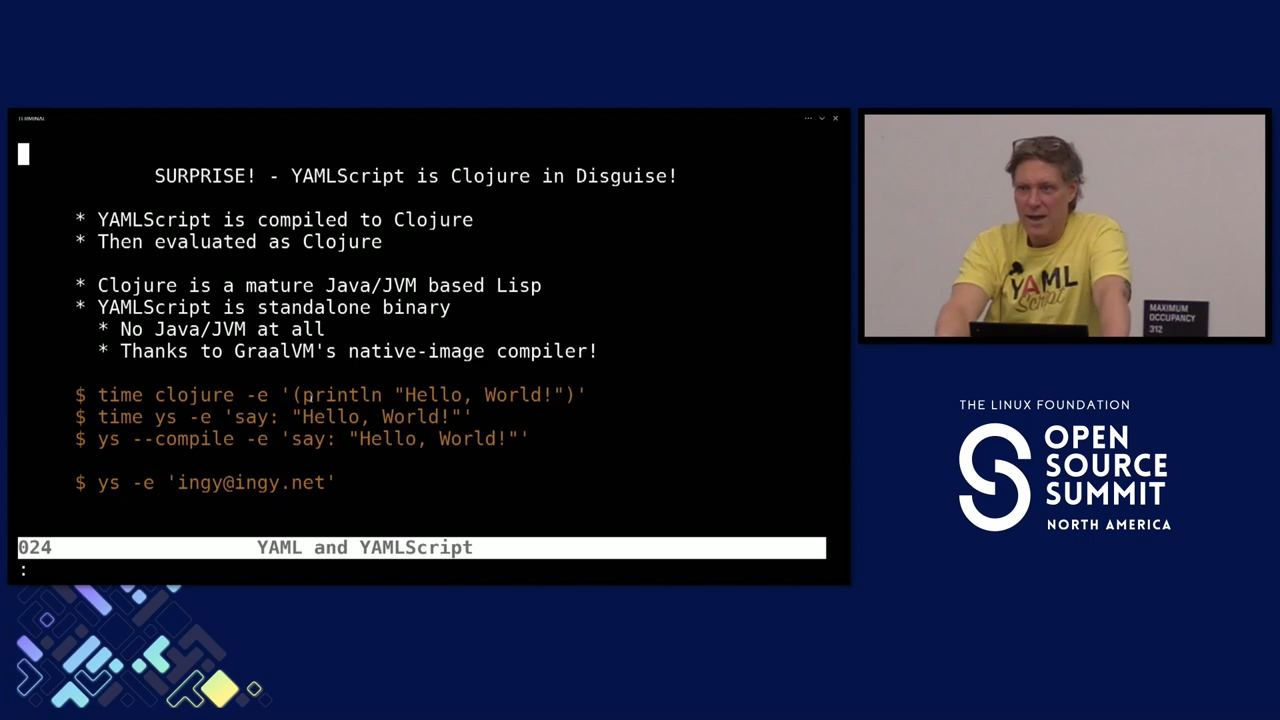 TERMINAL
SURPRISE! - YAMLScript is Clojure in Disguise!
* YAMLScript is compiled to Clojure
* Then evaluated as Clojure
* Clojure is a mature Java/JVM based Lisp
* YAMLScript is standalone binary
* No Java/JVM at all
* Thanks to GraalVM's native-image compiler!
$ time clojure -e '(println "Hello, World!")'
$ time ys -e 'say: "Hello, World!"'
$ ys --compile -e 'say: "Hello, World!"'
$ ys -e 'ingy@ingy.net'
024 YAML and YAMLScript
:
YAML
Script
MAXIMUM
OCCUPANCY
312
THE LINUX FOUNDATION
OPEN
SOURCE
SUMMIT
NORTH AMERICA